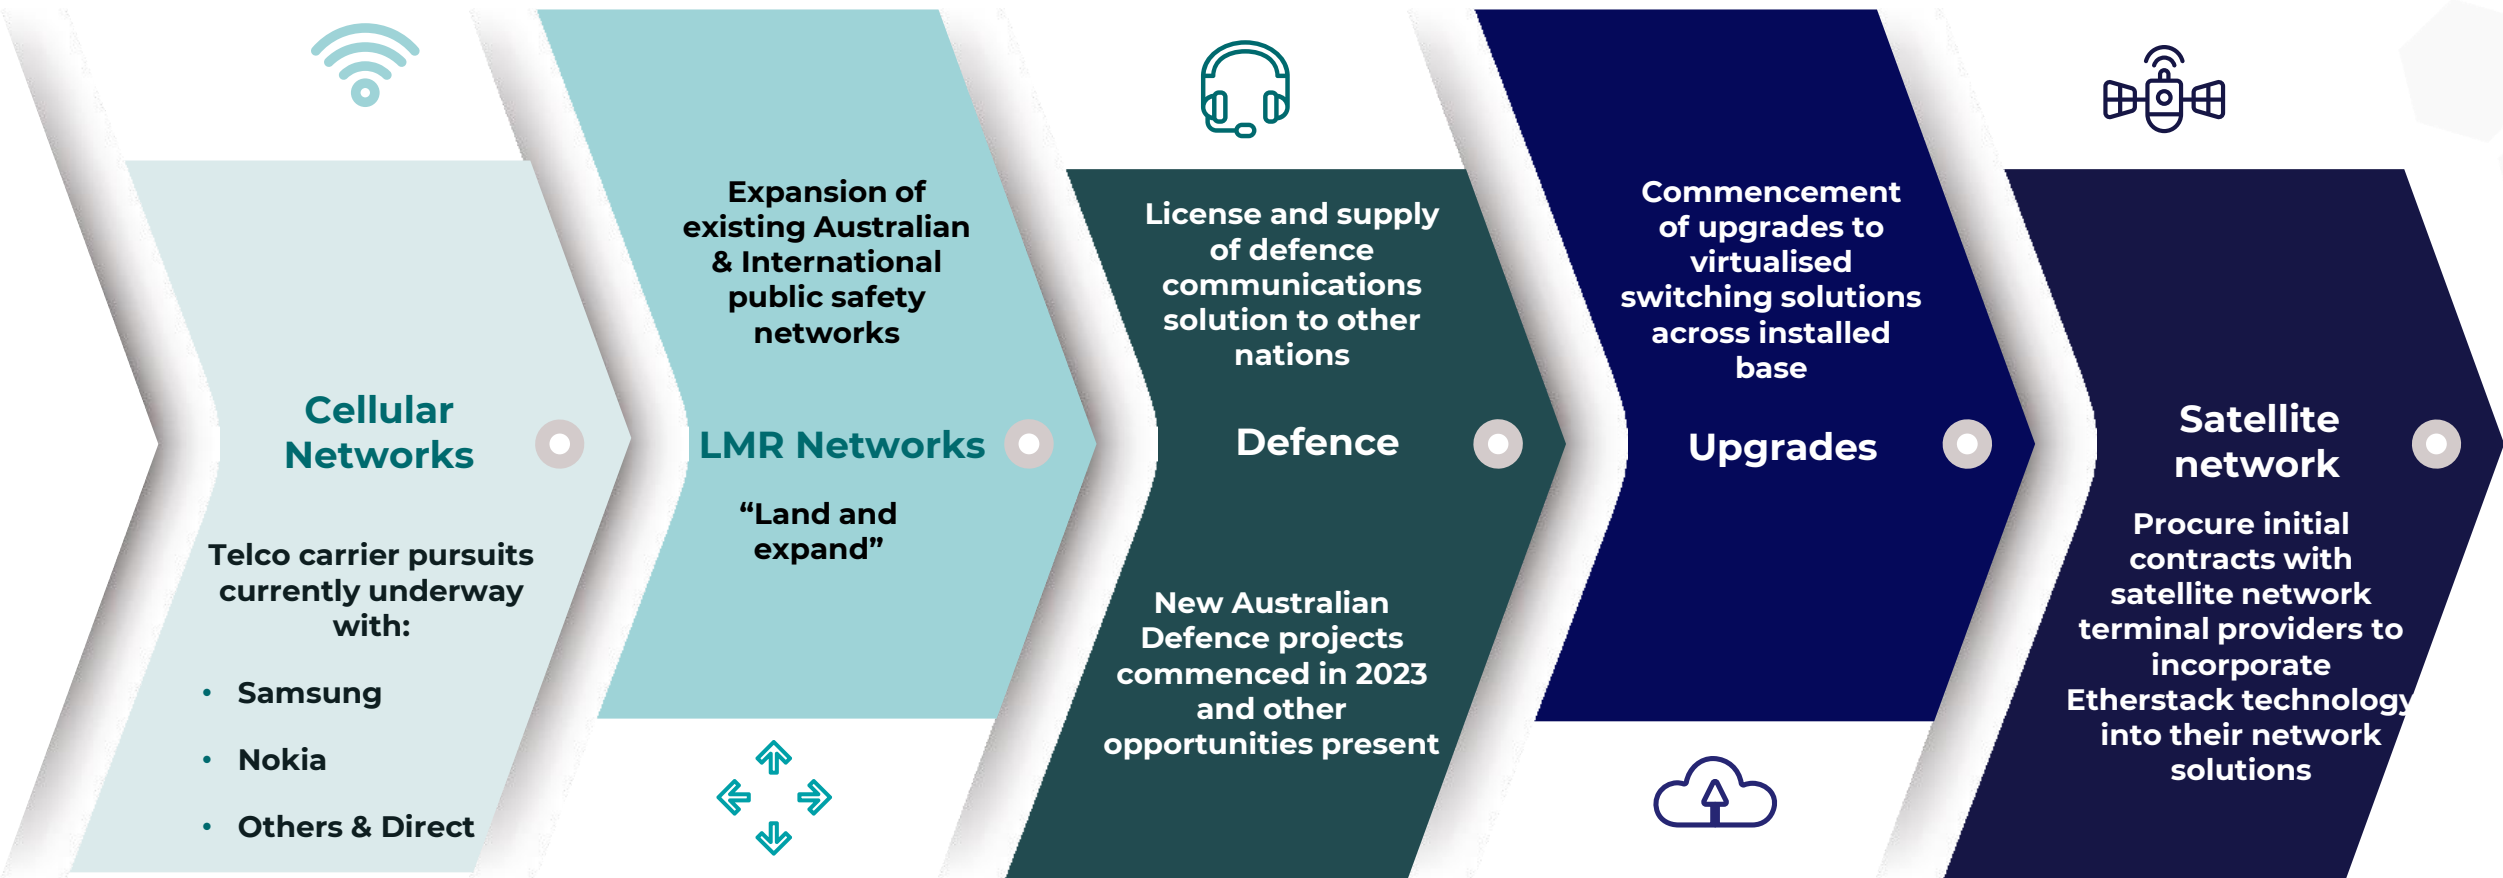 Cellular
Networks
Telco carrier pursuits
currently underway
with:
• Samsung
• Nokia
• Others & Direct
Expansion of
existing Australian
& International
public safety
networks
LMR Networks
“Land and
expand”
License and supply
of defence
communications
solution to other
nations
Defence
New Australian
Defence projects
commenced in 2023
and other
opportunities present
Commencement
of upgrades to
virtualised
switching solutions
across installed
base
Upgrades
Satellite
network
Procure initial
contracts with
satellite network
terminal providers to
incorporate
Etherstack technology
into their network
solutions